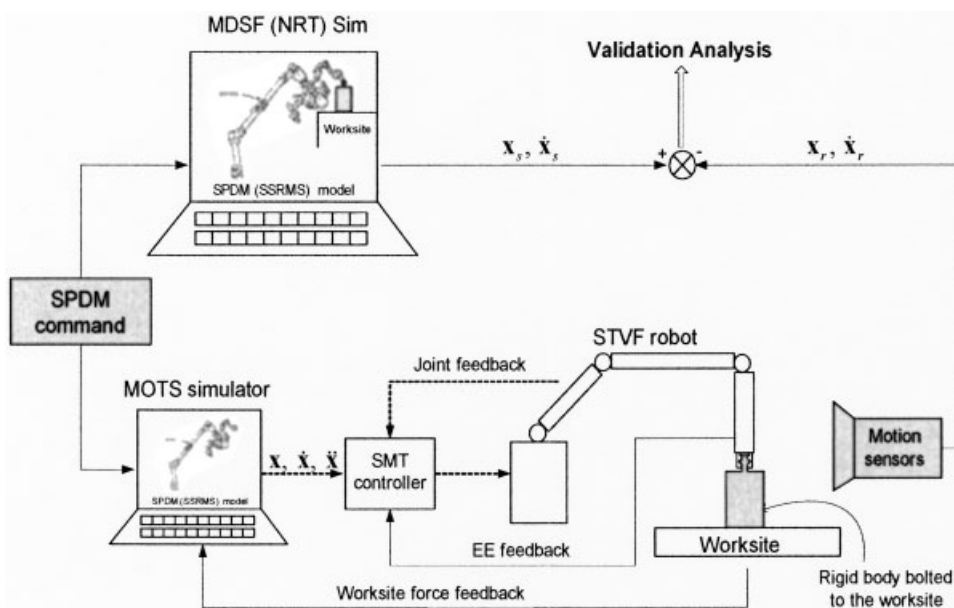 MDSF (NRT) Sim
Validation Analysis
Worksite
SPDM (SSRMS) model
x_s, ẋ_s
+
-
x_r, ẋ_r
SPDM
command
STVF robot
Joint feedback
MOTS simulator
SPDM (SSRMS) model
x, ẋ, ẍ
SMT
controller
Motion
sensors
EE feedback
Worksite
Worksite force feedback
Rigid body bolted
to the worksite